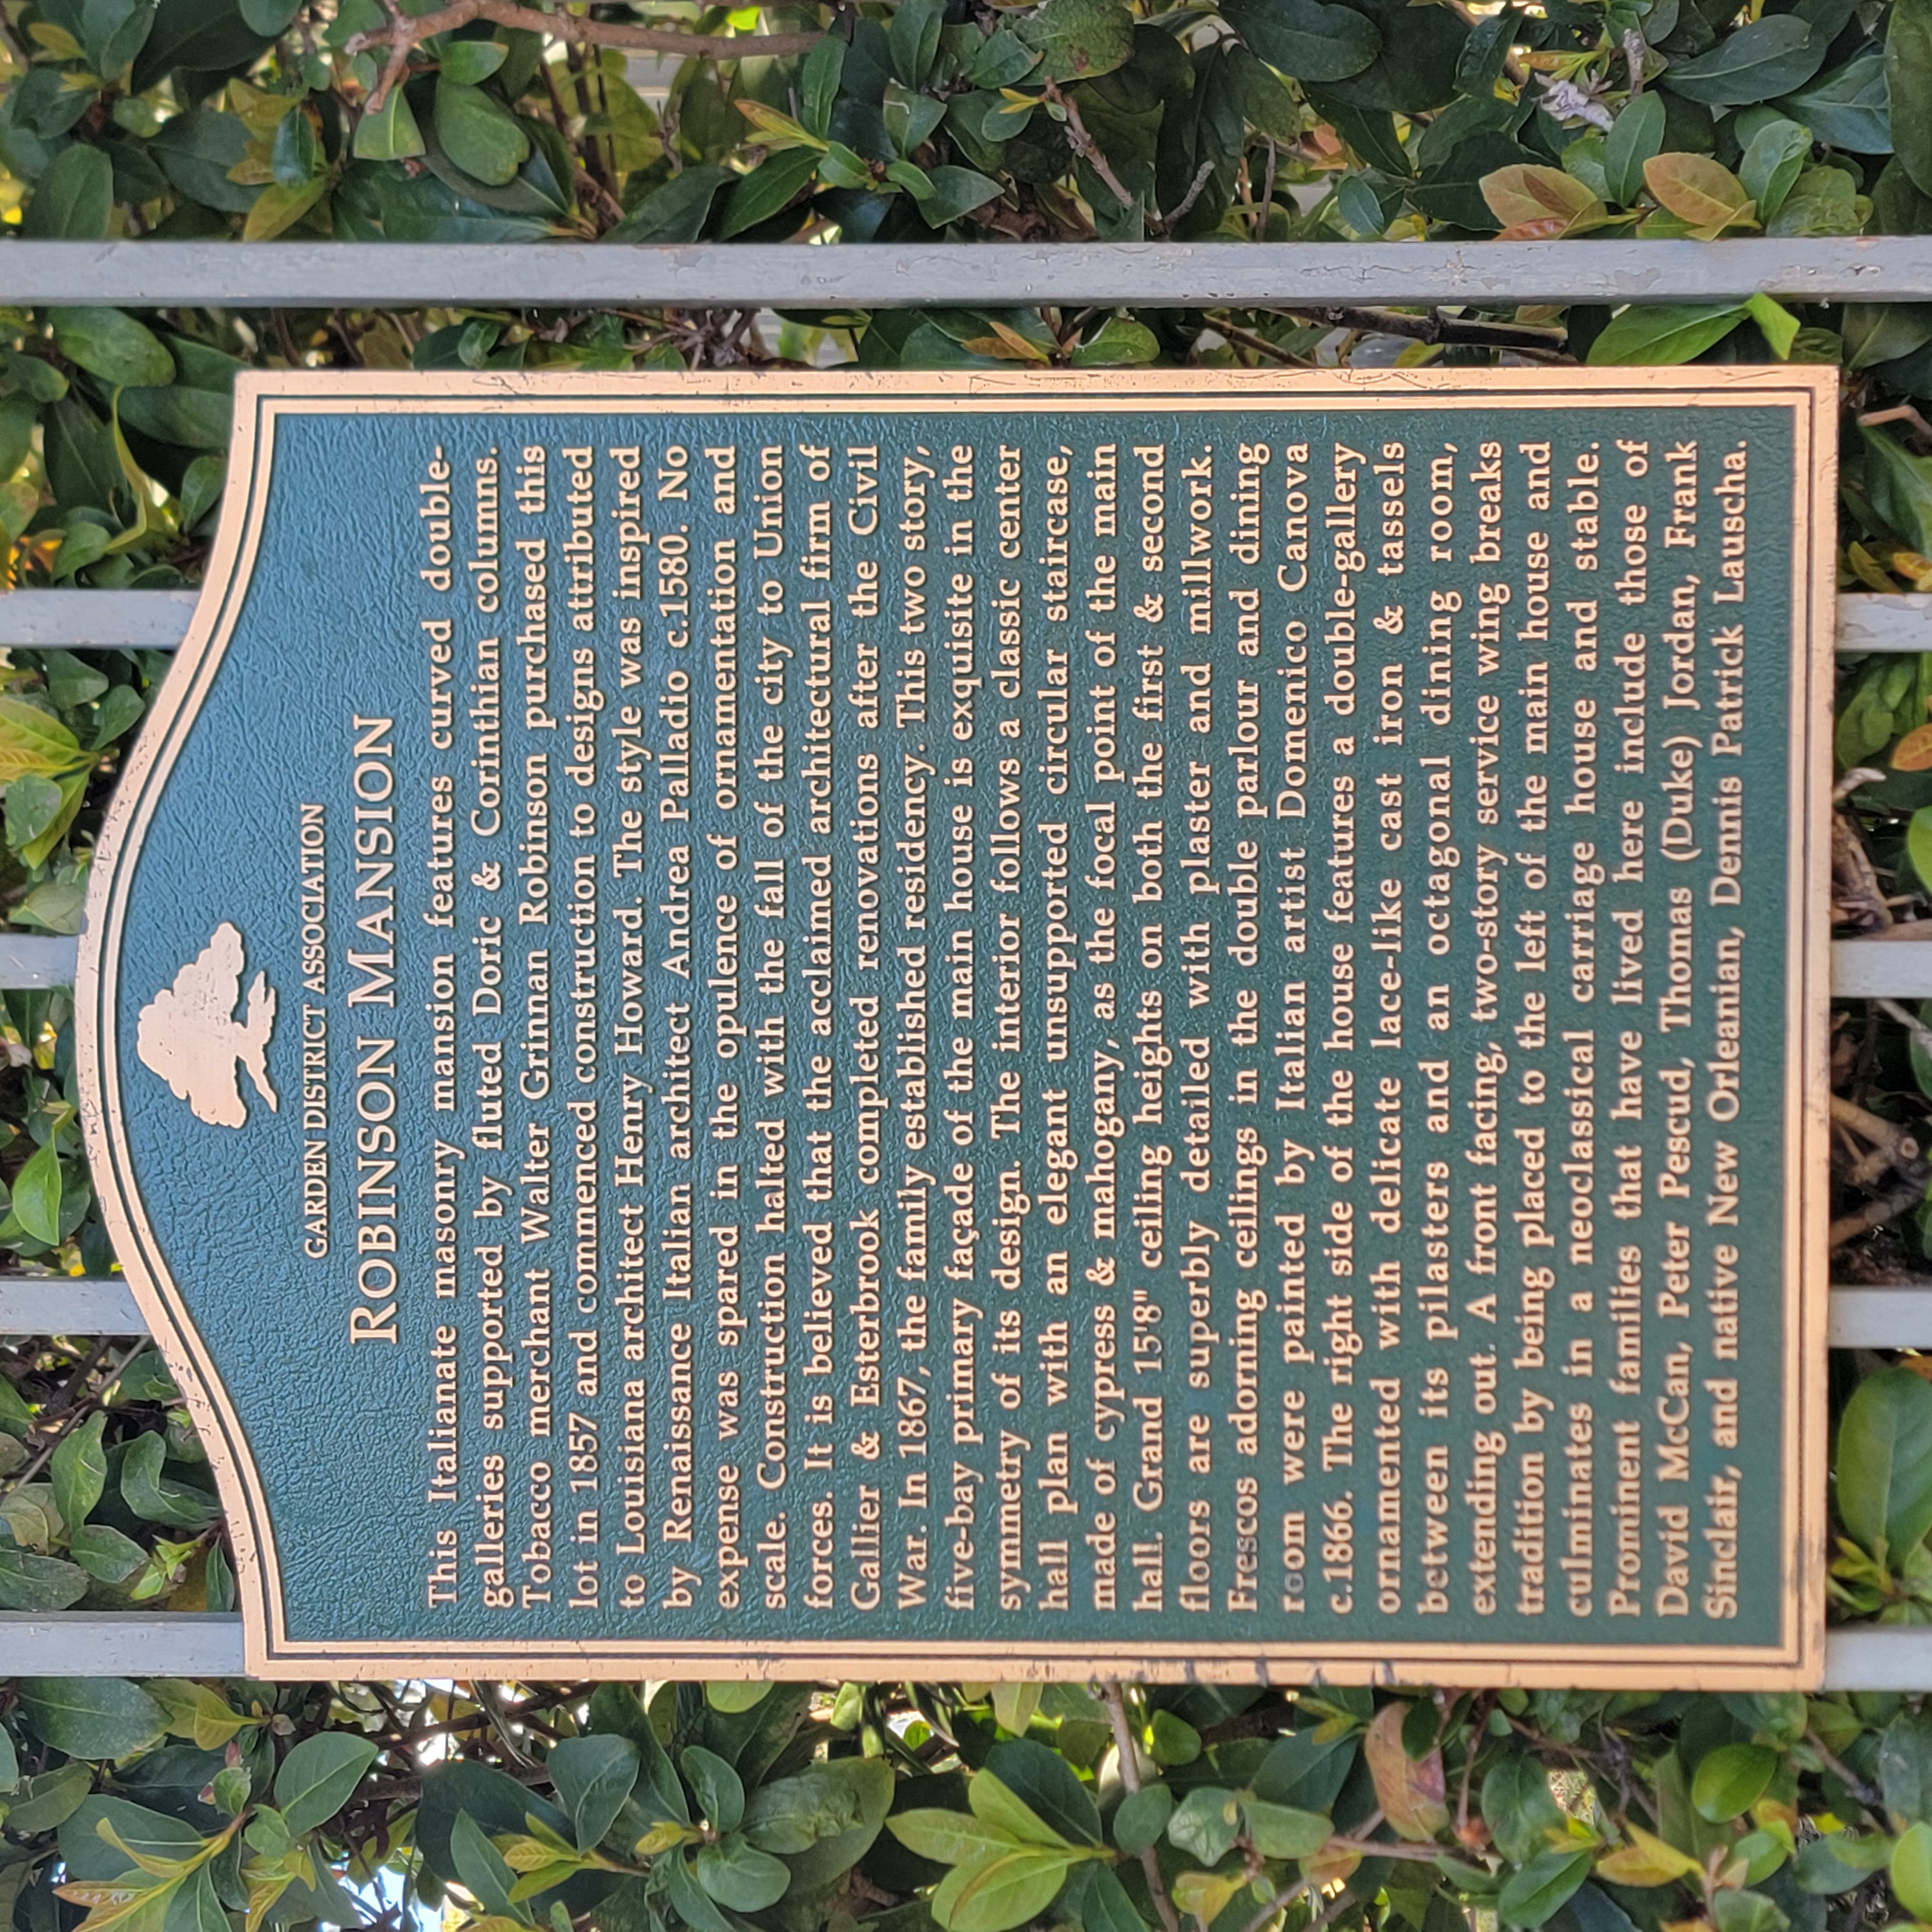 GARDEN DISTRICT ASSOCIATION
ROBINSON MANSION
This Italianate masonry mansion features curved double-
galleries supported by fluted Doric & Corinthian columns.
Tobacco merchant Walter Grinnan Robinson purchased this
lot in 1857 and commenced construction to designs attributed
to Louisiana architect Henry Howard. The style was inspired
by Renaissance Italian architect Andrea Palladio c.1580. No
expense was spared in the opulence of ornamentation and
scale. Construction halted with the fall of the city to Union
forces. It is believed that the acclaimed architectural firm of
Gallier & Esterbrook completed renovations after the Civil
War. In 1867, the family established residency. This two story,
five-bay primary façade of the main house is exquisite in the
symmetry of its design. The interior follows a classic center
hall plan with an elegant unsupported circular staircase,
made of cypress & mahogany, as the focal point of the main
hall. Grand 15'8" ceiling heights on both the first & second
floors are superbly detailed with plaster and millwork.
Frescos adorning ceilings in the double parlour and dining
room were painted by Italian artist Domenico Canova
c.1866. The right side of the house features a double-gallery
ornamented with delicate lace-like cast iron & tassels
between its pilasters and an octagonal dining room,
extending out. A front facing, two-story service wing breaks
tradition by being placed to the left of the main house and
culminates in a neoclassical carriage house and stable.
Prominent families that have lived here include those of
David McCan, Peter Pescud, Thomas (Duke) Jordan, Frank
Sinclair, and native New Orleanian, Dennis Patrick Lauscha.